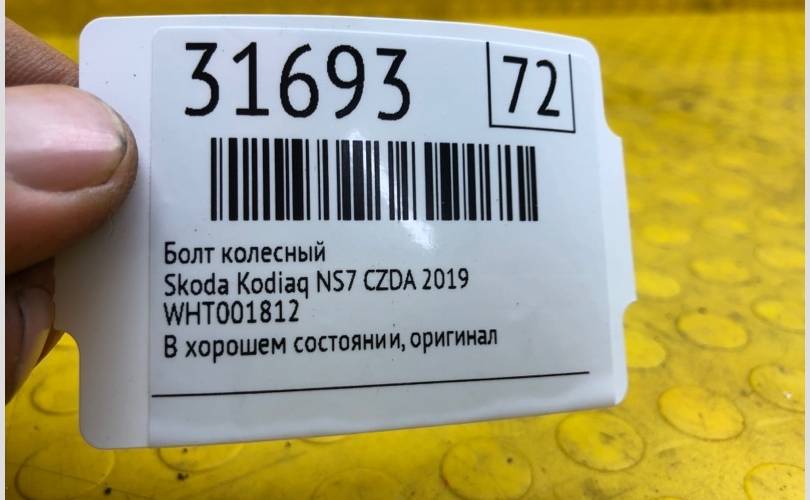 31693
72
Болт колесный
Skoda Kodiaq NS7 CZDA 2019
WHT001812
В хорошем состоянии, оригинал